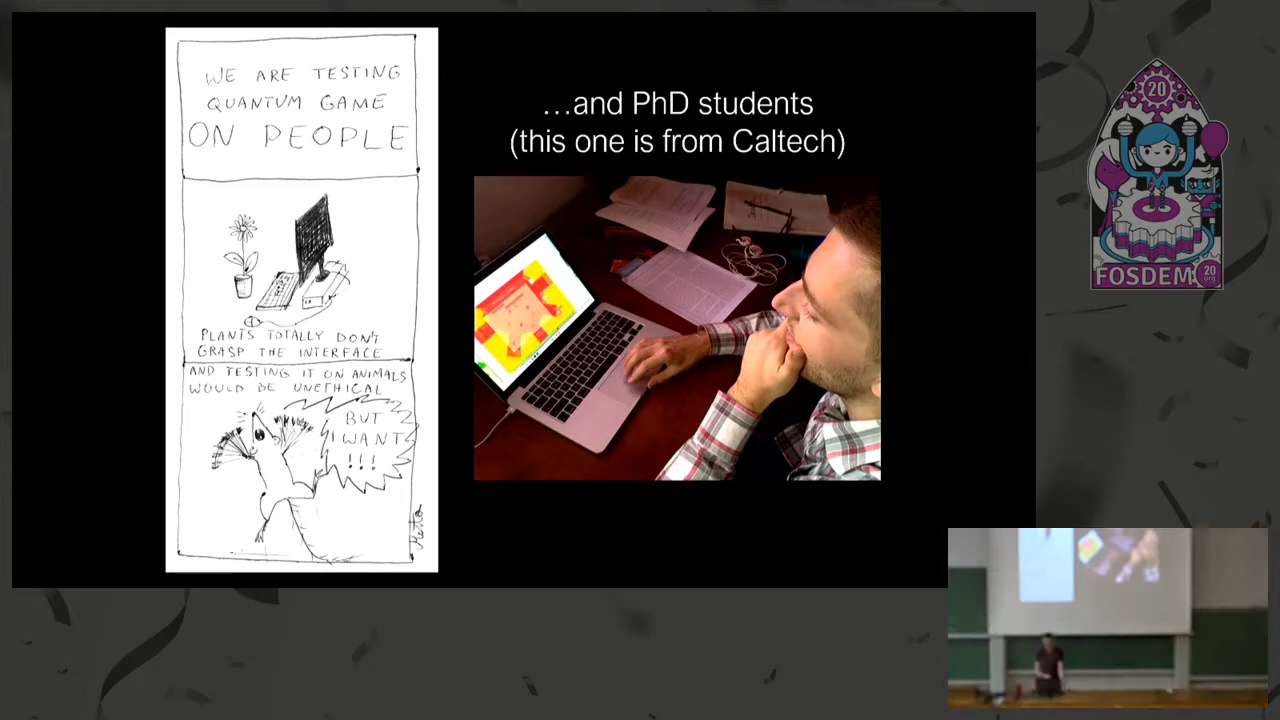 WE ARE TESTING
QUANTUM GAME
ON PEOPLE
PLANTS TOTALLY DON'T
GRASP THE INTERFACE
AND TESTING IT ON ANIMALS
WOULD BE UNETHICAL
BUT
I WANT
!!!
…and PhD students
(this one is from Caltech)
20
FOSDEM
20
.org